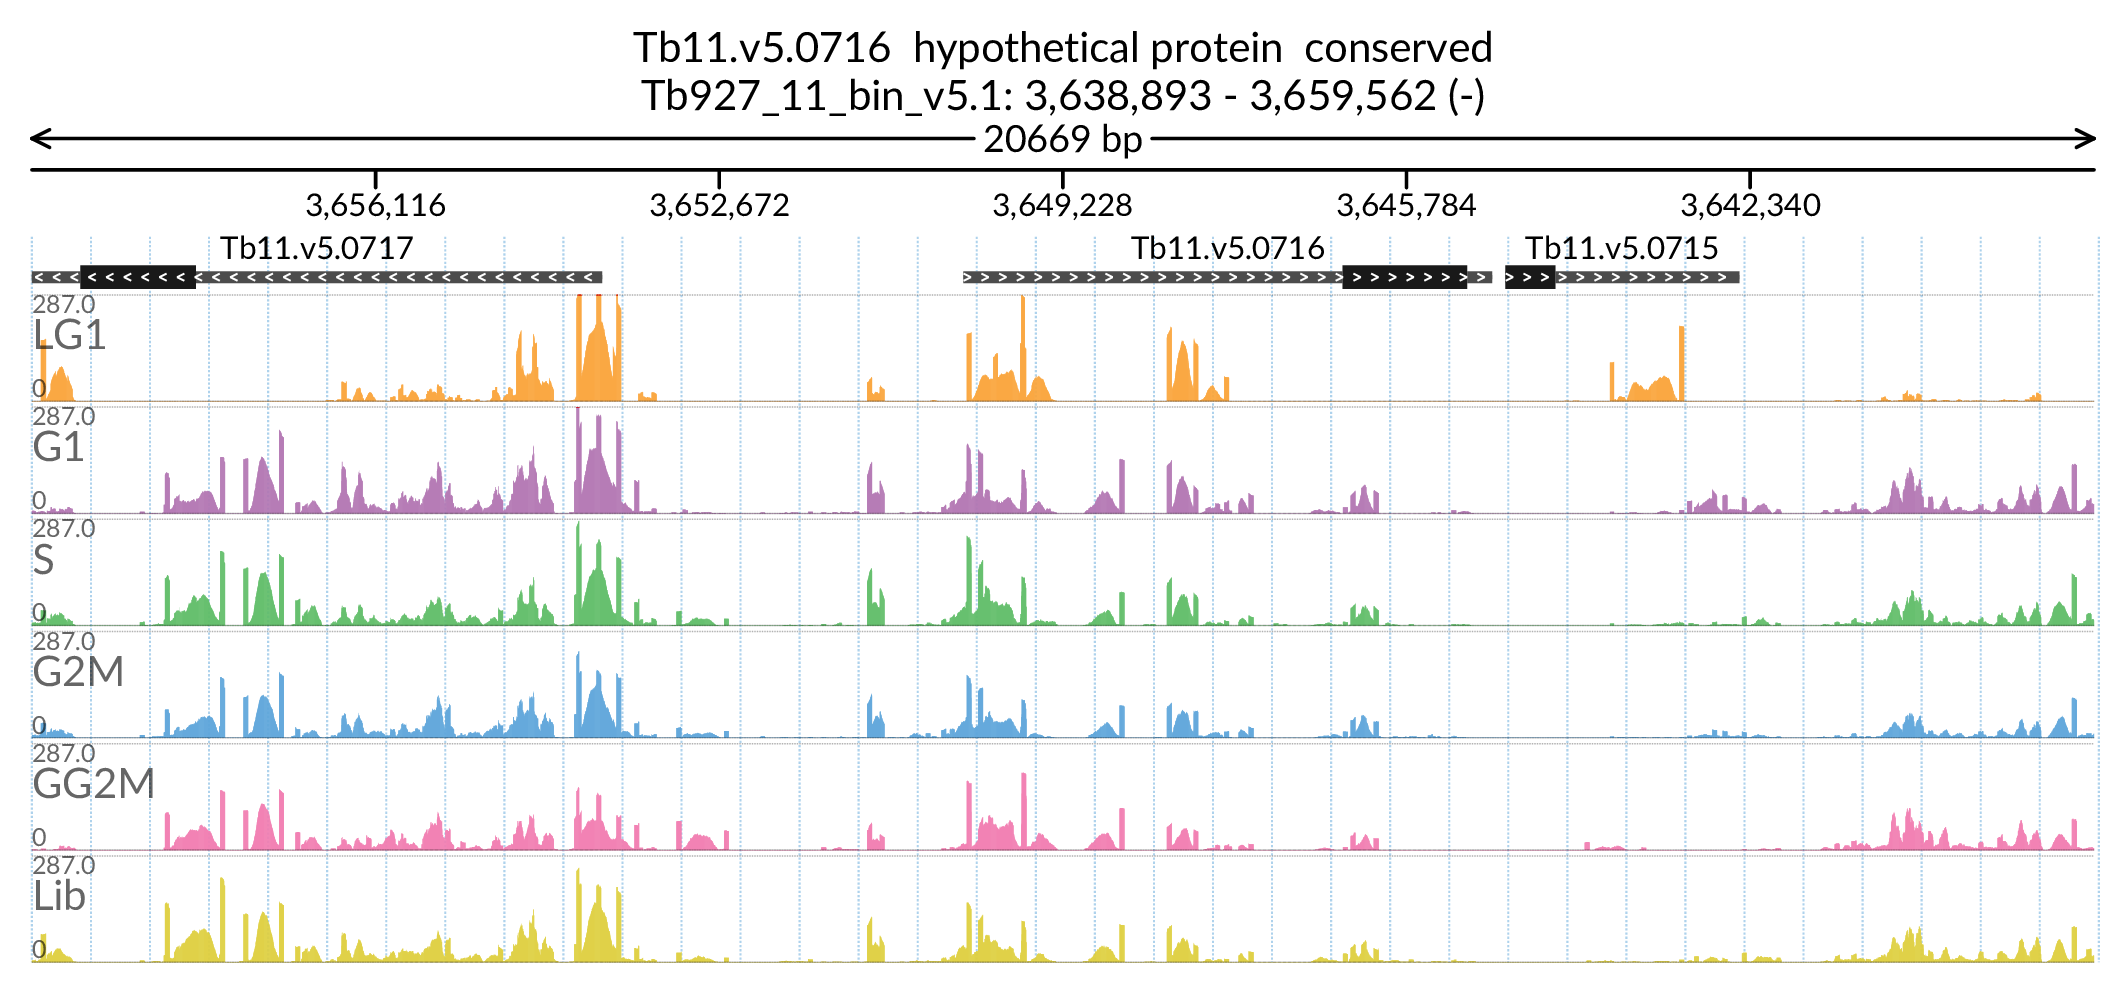 Tb11.v5.0716  hypothetical protein  conserved
Tb927_11_bin_v5.1: 3,638,893 - 3,659,562 (-)
20669 bp
3,656,116 3,652,672 3,649,228 3,645,784 3,642,340
Tb11.v5.0717 Tb11.v5.0716 Tb11.v5.0715
287.0
LG1
0
287.0
G1
0
287.0
S
0
287.0
G2M
0
287.0
GG2M
0
287.0
Lib
0